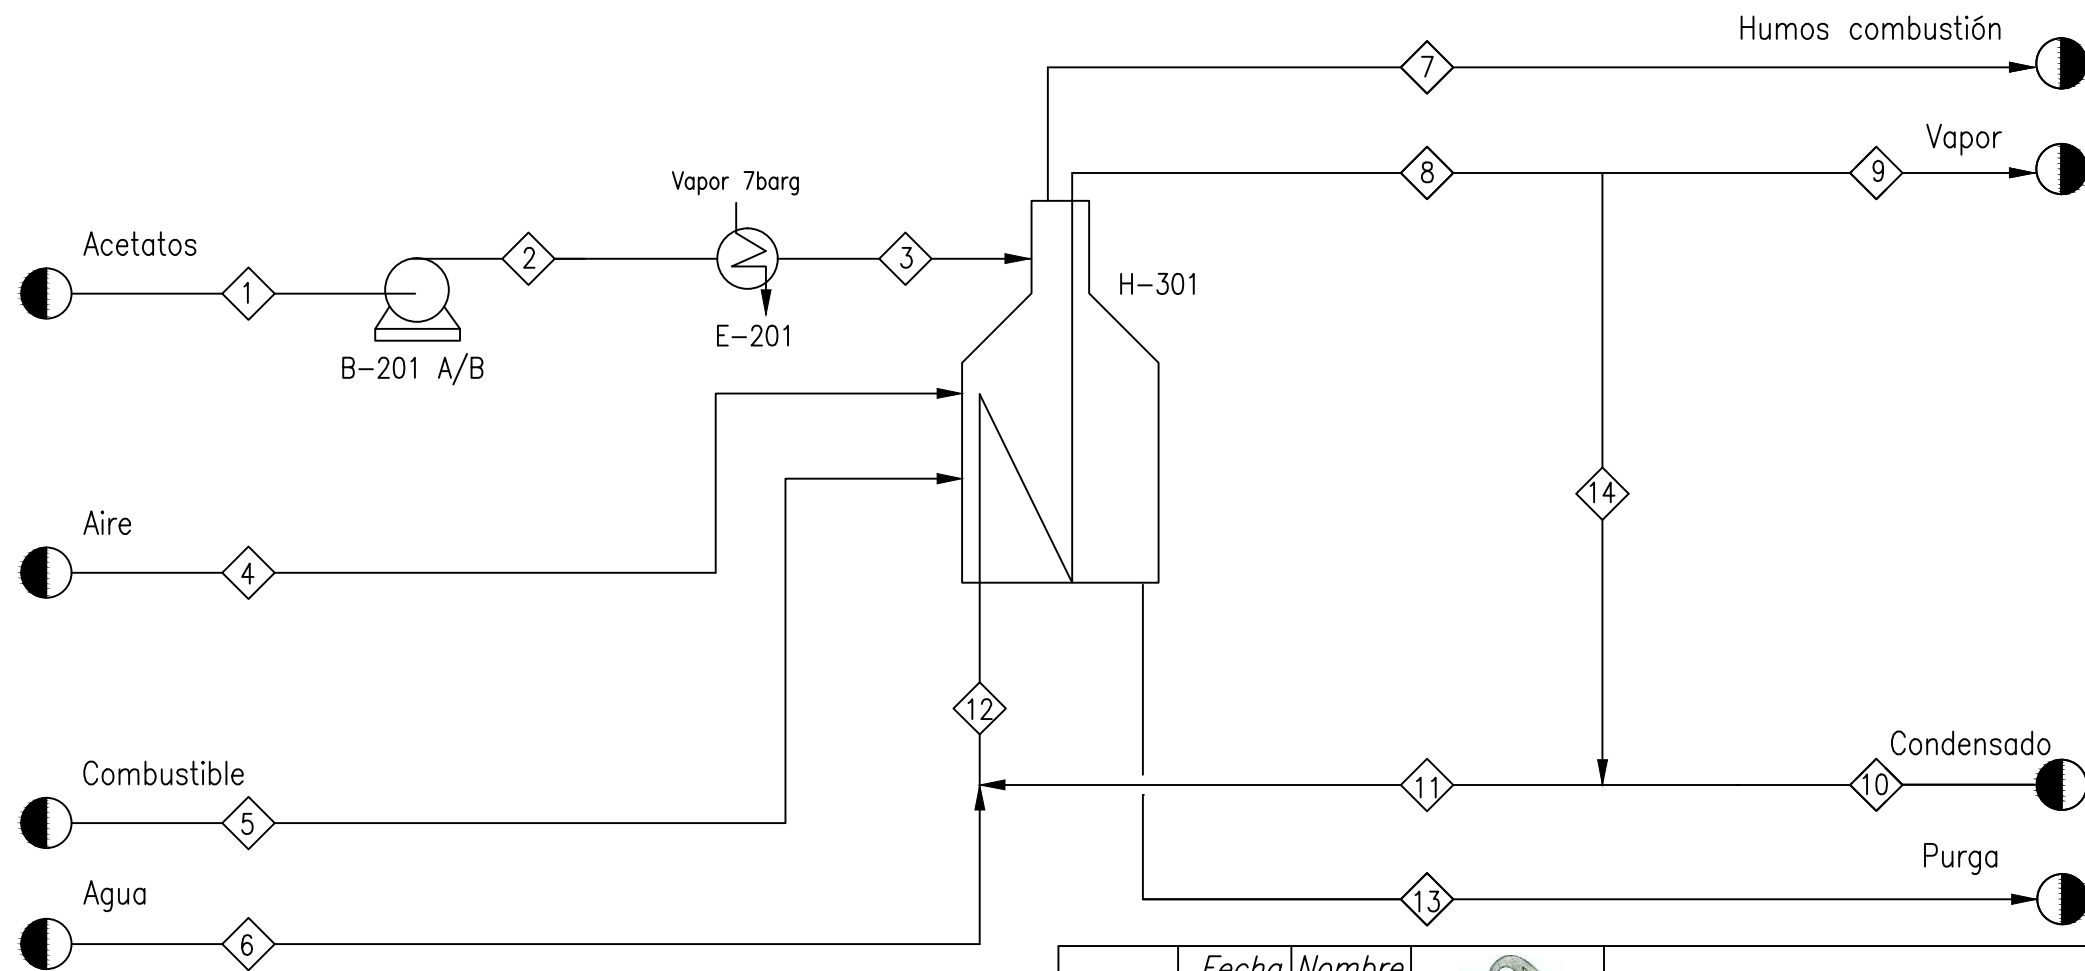 Humos combustión
7
Vapor
8
9
Vapor 7barg
Acetatos
2
3
1
H-301
E-201
B-201 A/B
14
Aire
4
12
Condensado
Combustible
11
10
5
Purga
Agua
13
6
Fecha Nombre